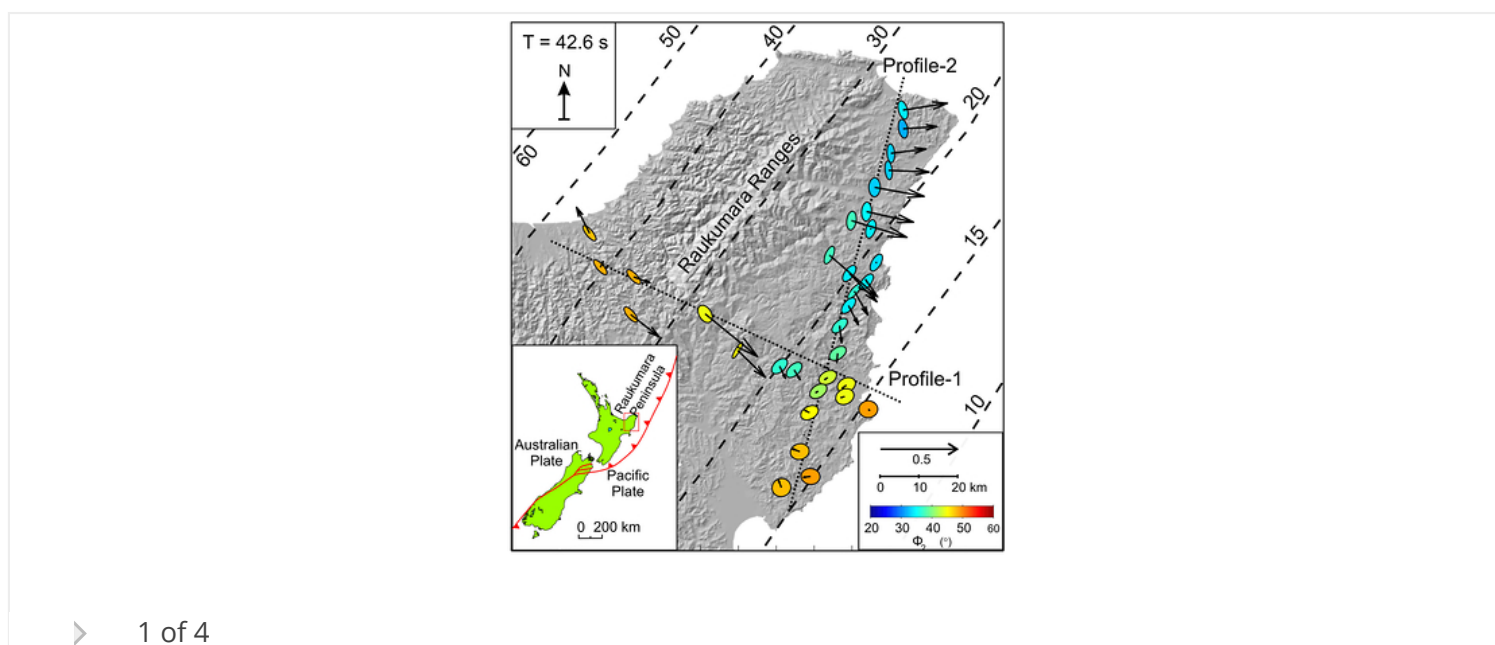 T = 42.6 s
N
50
40
30
Profile-2
20
60
Raukumara Ranges
15
Profile-1
10
Raukumara
Peninsula
Australian
Plate
Pacific
Plate
0 200 km
0.5
0 10 20 km
20 30 40 50 60
Φ₂ (°)
1 of 4